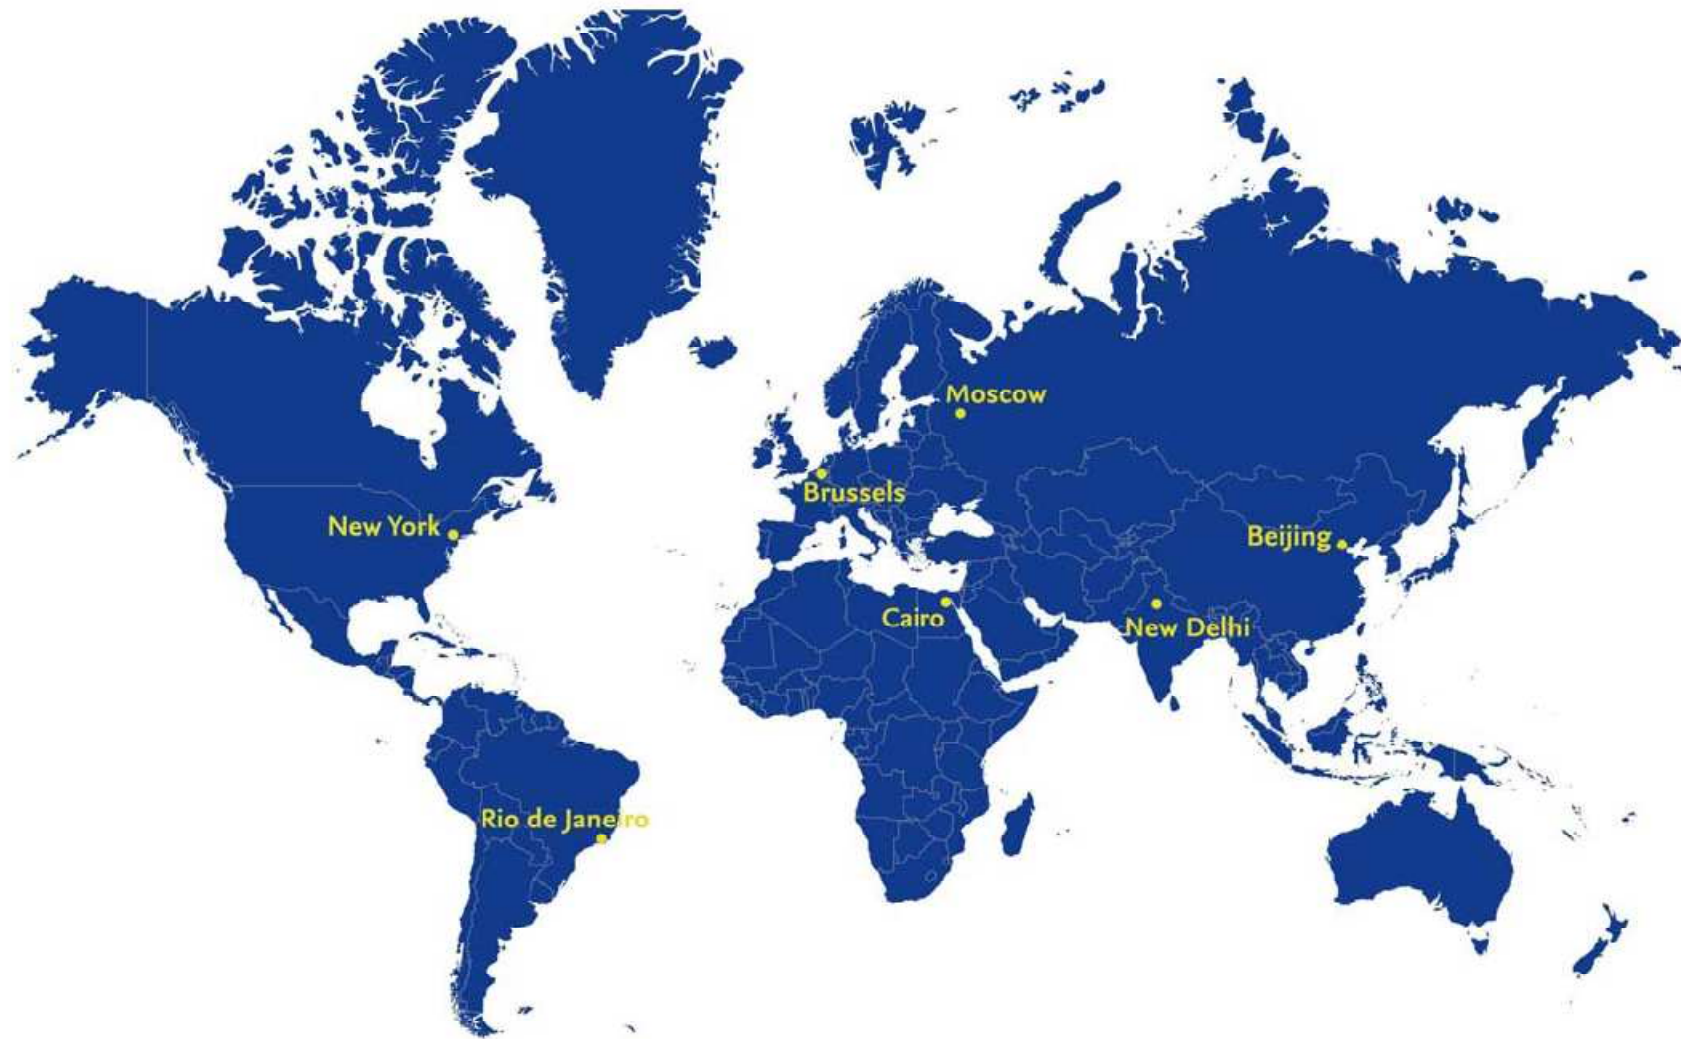 Moscow
Brussels
New York
Beijing
Cairo
New Delhi
Rio de Janeiro